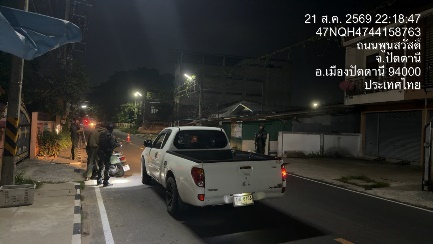 21 ส.ค. 2569 22:18:47
47NQH4744158763
ถนนพูนสวัสดิ์
จ.ปัตตานี
อ.เมืองปัตตานี 94000
ประเทศไทย